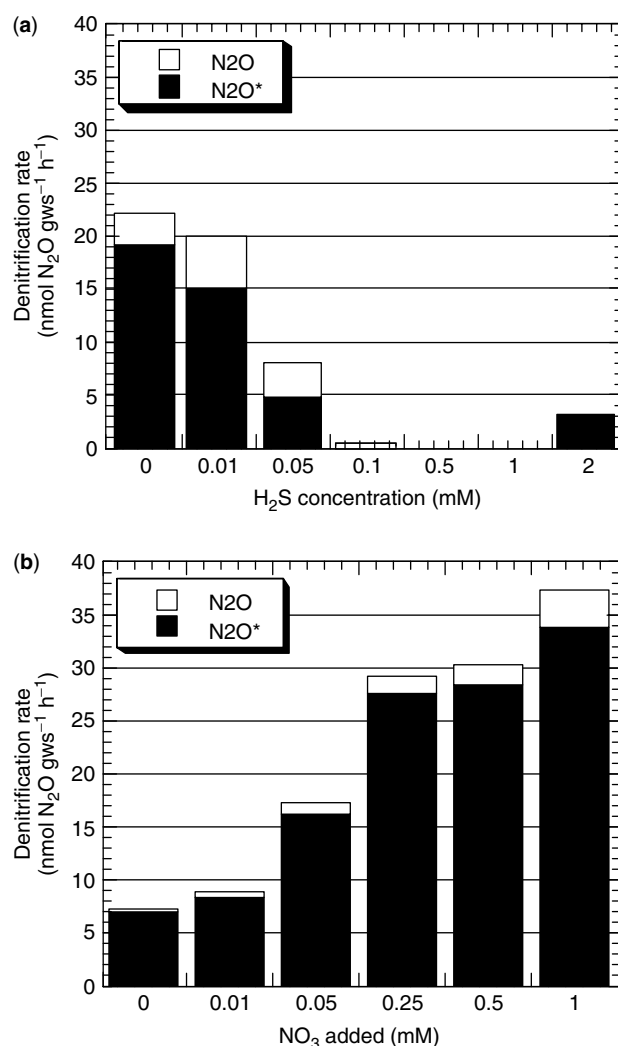 (a)
40
35
30
25
20
15
10
5
0
Denitrification rate
(nmol N₂O gws⁻¹ h⁻¹)
N2O
N2O*
0 0.01 0.05 0.1 0.5 1 2
H₂S concentration (mM)
(b)
40
35
30
25
20
15
10
5
0
Denitrification rate
(nmol N₂O gws⁻¹ h⁻¹)
N2O
N2O*
0 0.01 0.05 0.25 0.5 1
NO₃ added (mM)